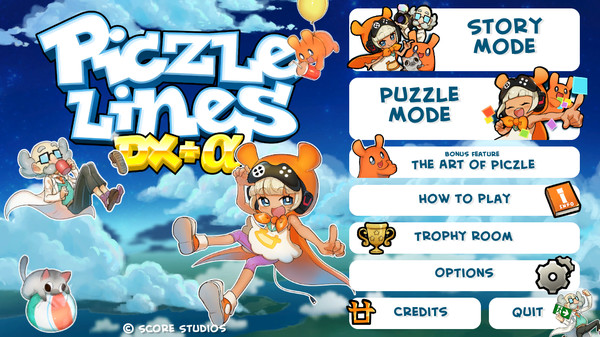 Piczle
Lines
DX+α
STORY
MODE
PUZZLE
MODE
BONUS FEATURE
THE ART OF PICZLE
HOW TO PLAY
INFO
TROPHY ROOM
OPTIONS
CREDITS
QUIT
© SCORE STUDIOS